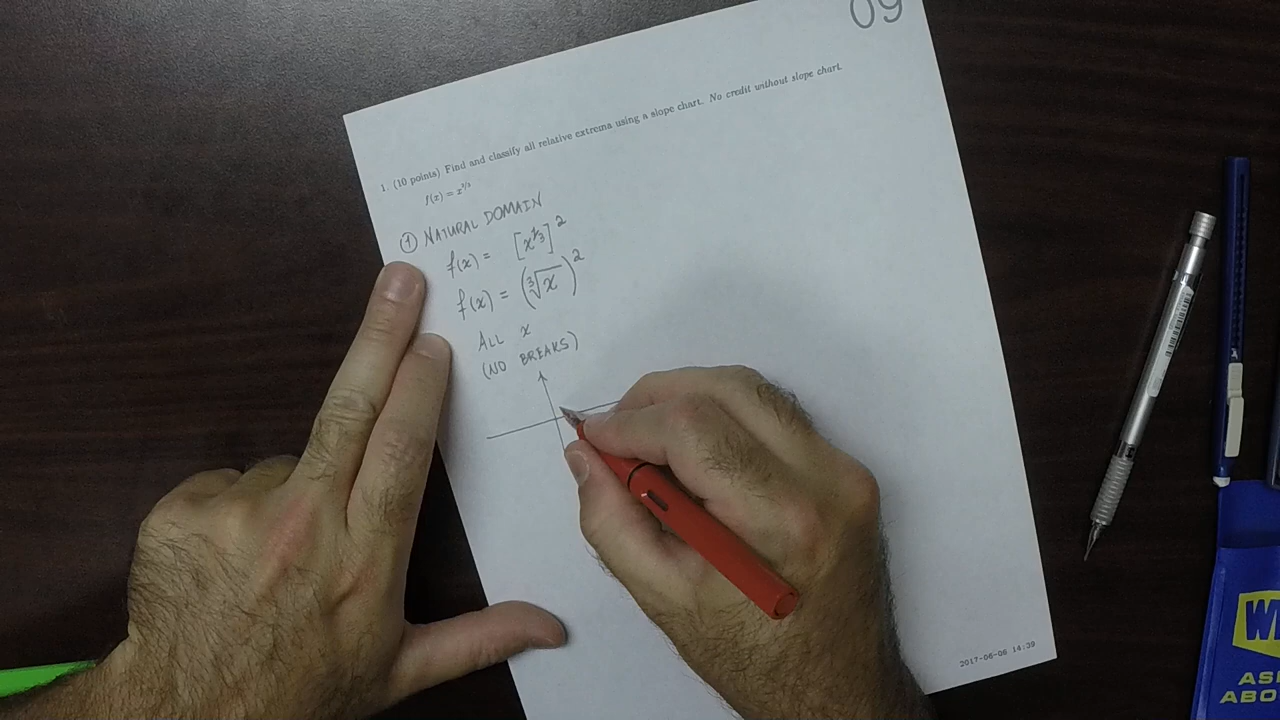 09
1. (10 points) Find and classify all relative extrema using a slope chart. No credit without slope chart.
f(x) = x^{2/3}
① NATURAL DOMAIN
f(x) = [x^{1/3}]^2
f(x) = (∛x)^2
ALL x
(NO BREAKS)
2017-06-06 14:39